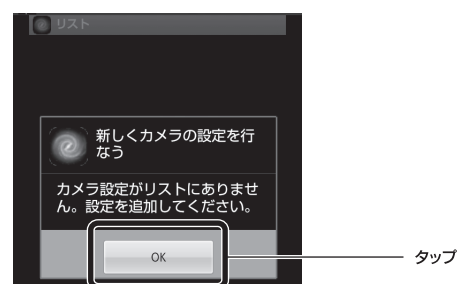 リスト
新しくカメラの設定を行
なう
カメラ設定がリストにありませ
ん。設定を追加してください。
OK
タップ